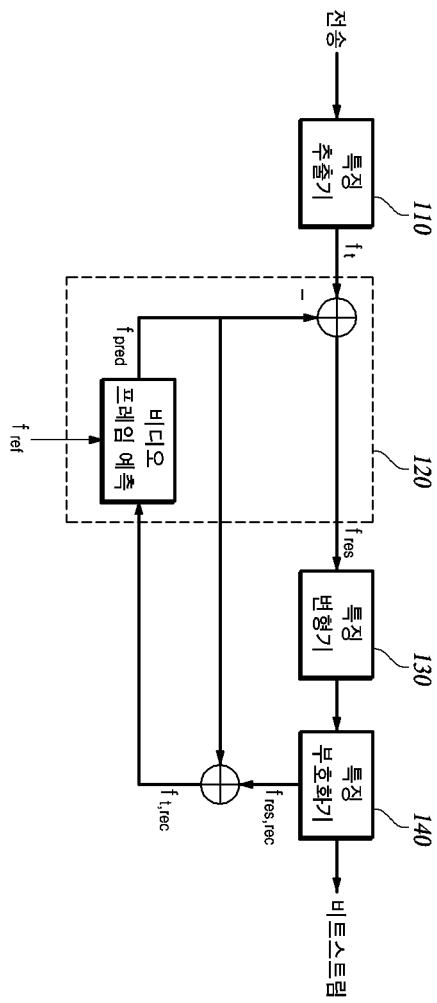 110
120
130
140
전송
특징
추출기
f t
f res
특징
변형기
특징
부호화기
비트스트림
−
f pred
f res,rec
비디오
프레임 예측
f t,rec
f ref